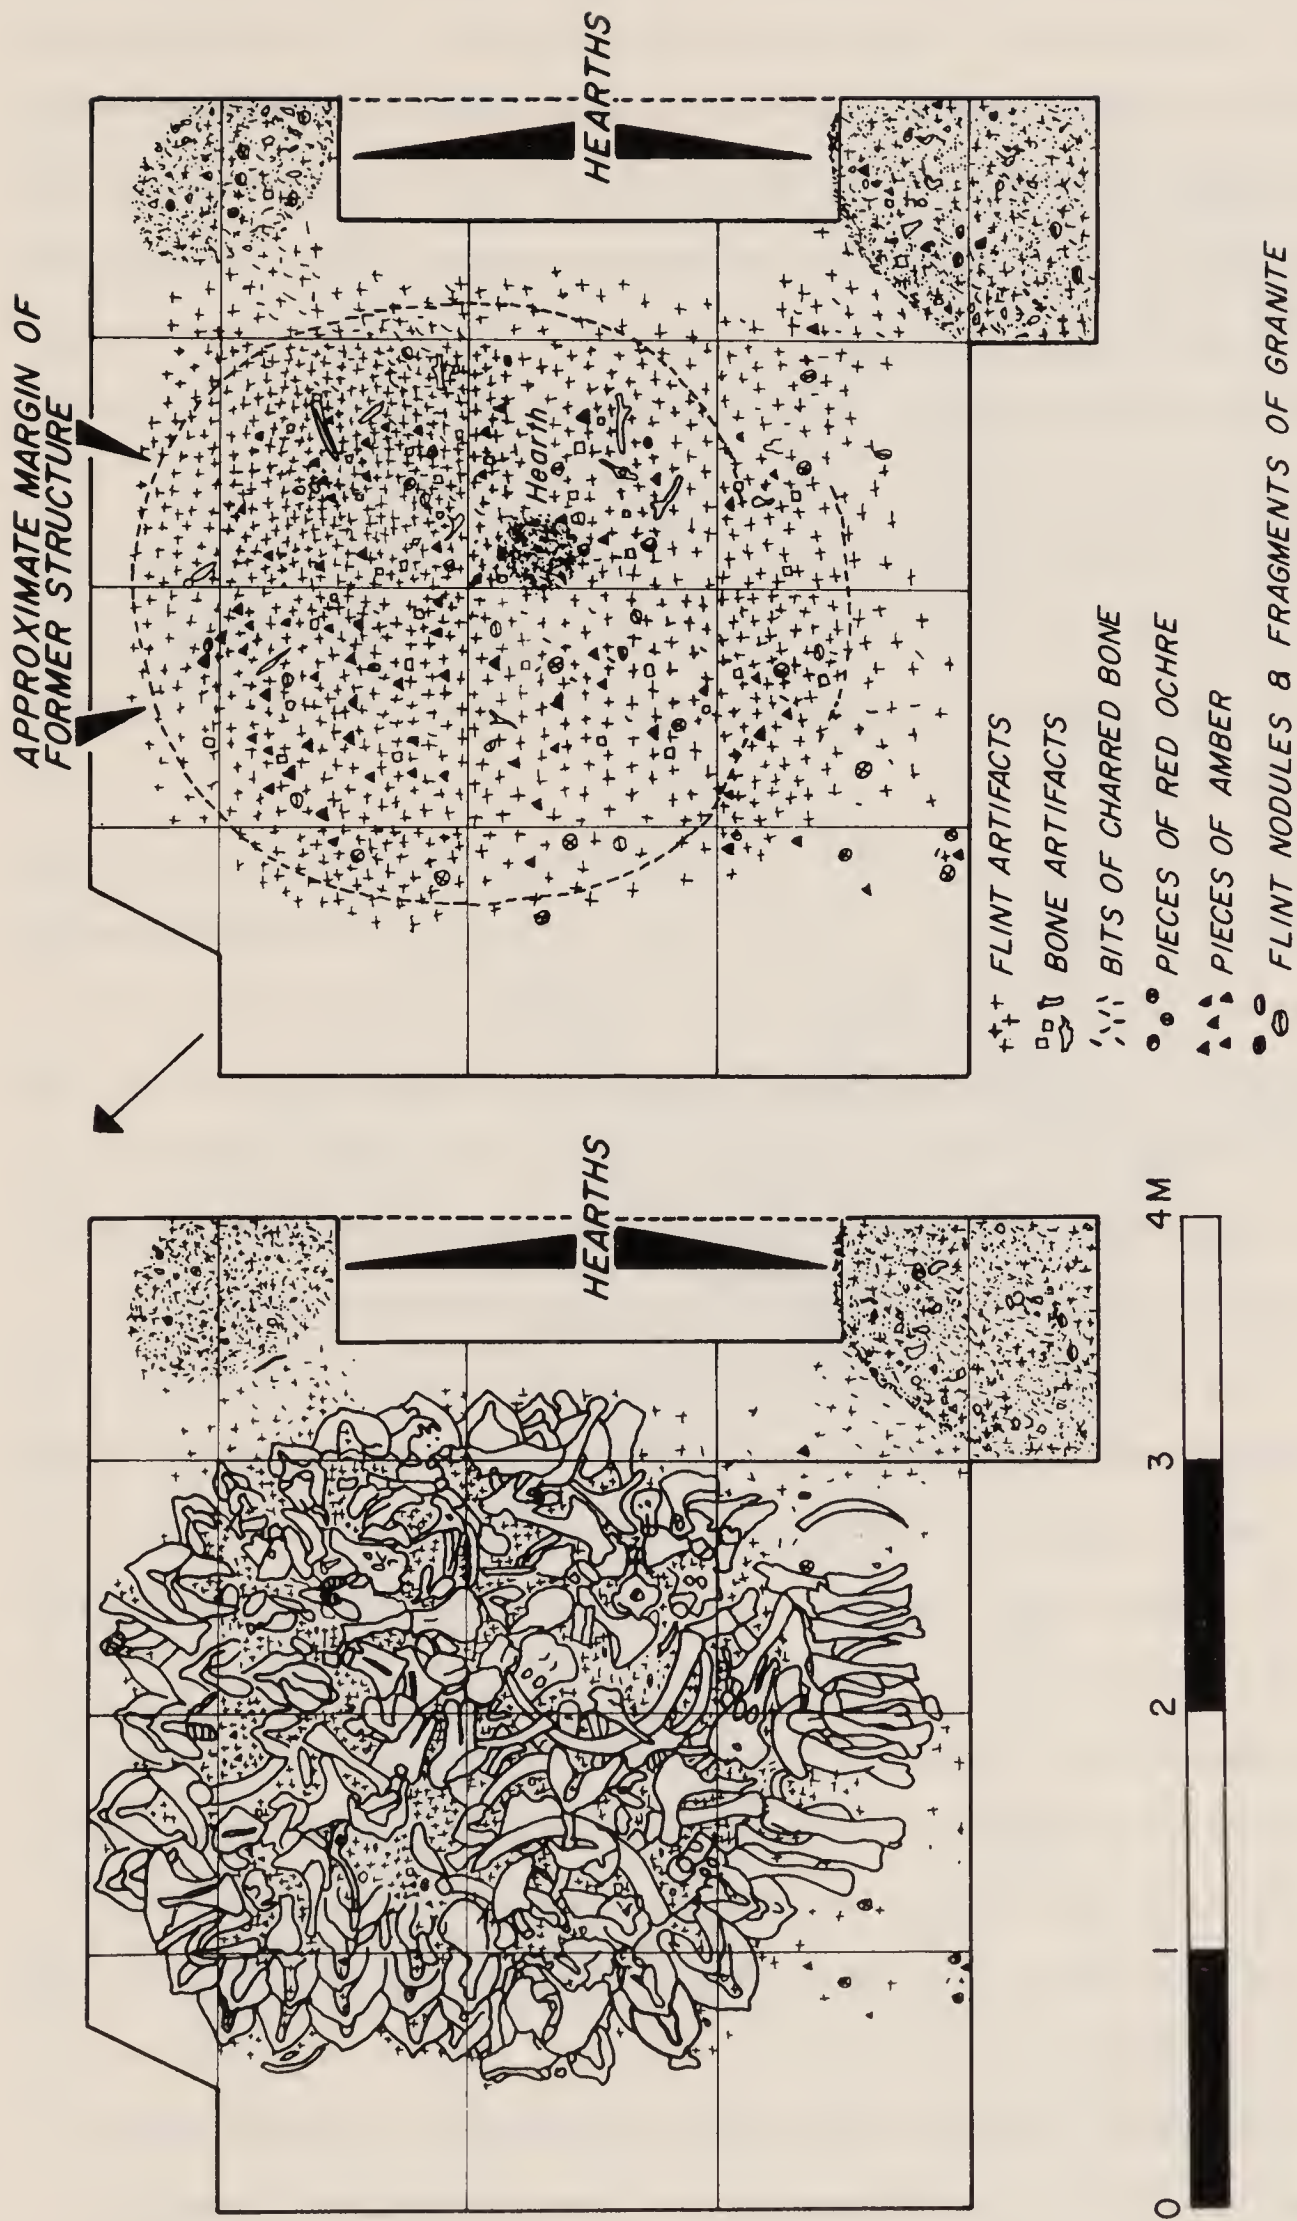 APPROXIMATE MARGIN OF
FORMER STRUCTURE
HEARTHS
HEARTHS
Hearth
FLINT ARTIFACTS
BONE ARTIFACTS
BITS OF CHARRED BONE
PIECES OF RED OCHRE
PIECES OF AMBER
FLINT NODULES & FRAGMENTS OF GRANITE
0 1 2 3 4 M